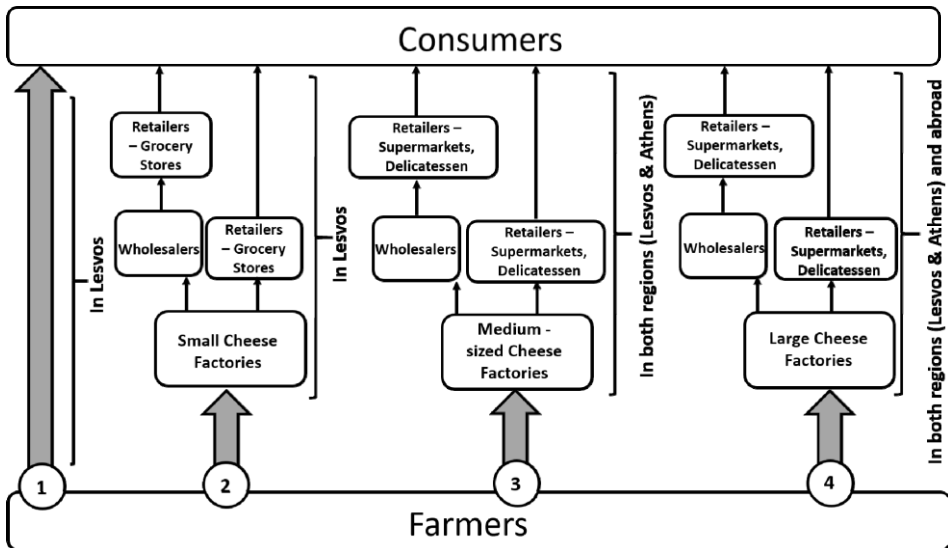 Consumers
Retailers
– Grocery
Stores
Wholesalers
Retailers
– Grocery
Stores
Small Cheese
Factories
In Lesvos
In Lesvos
Retailers –
Supermarkets,
Delicatessen
Wholesalers
Retailers –
Supermarkets,
Delicatessen
Medium -
sized Cheese
Factories
In both regions (Lesvos & Athens)
Retailers –
Supermarkets,
Delicatessen
Wholesalers
Retailers –
Supermarkets,
Delicatessen
Large Cheese
Factories
In both regions (Lesvos & Athens) and abroad
1
2
3
4
Farmers